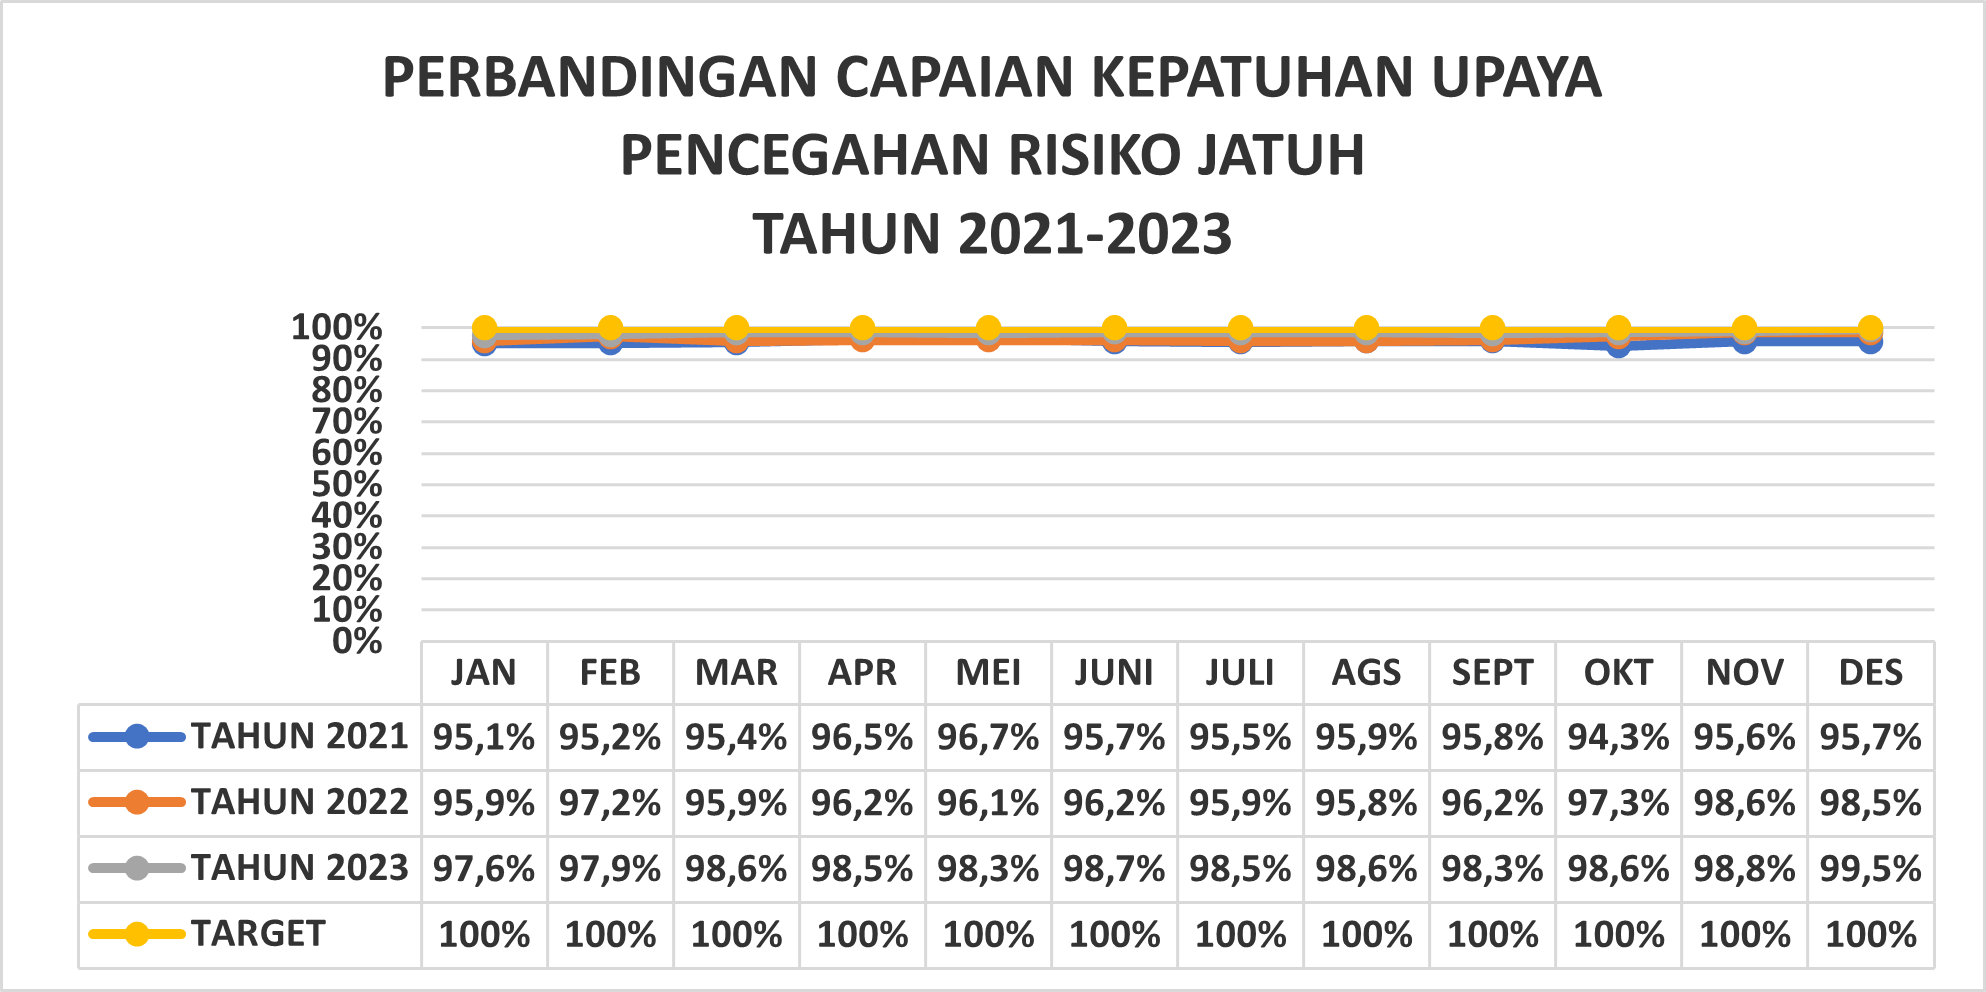 PERBANDINGAN CAPAIAN KEPATUHAN UPAYA
PENCEGAHAN RISIKO JATUH
TAHUN 2021-2023
100%
90%
80%
70%
60%
50%
40%
30%
20%
10%
0%
JAN FEB MAR APR MEI JUNI JULI AGS SEPT OKT NOV DES
TAHUN 2021 95,1% 95,2% 95,4% 96,5% 96,7% 95,7% 95,5% 95,9% 95,8% 94,3% 95,6% 95,7%
TAHUN 2022 95,9% 97,2% 95,9% 96,2% 96,1% 96,2% 95,9% 95,8% 96,2% 97,3% 98,6% 98,5%
TAHUN 2023 97,6% 97,9% 98,6% 98,5% 98,3% 98,7% 98,5% 98,6% 98,3% 98,6% 98,8% 99,5%
TARGET 100% 100% 100% 100% 100% 100% 100% 100% 100% 100% 100% 100%